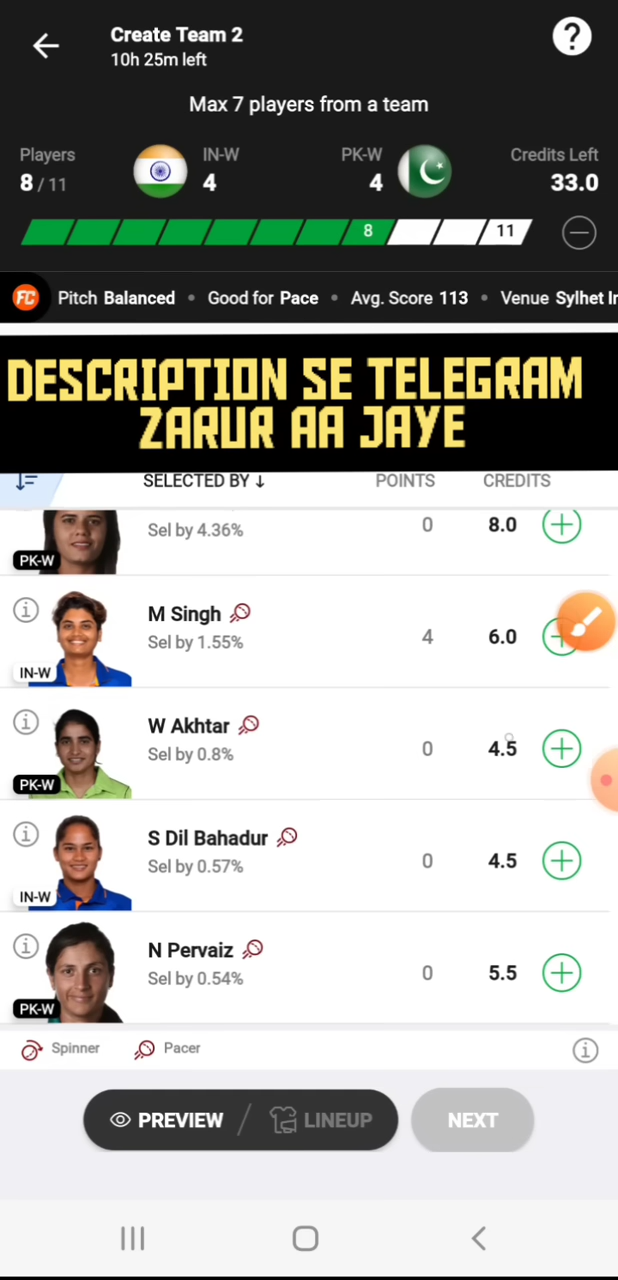 Create Team 2
10h 25m left
?
Max 7 players from a team
Players
8 / 11
IN-W
4
PK-W
4
Credits Left
33.0
8
11
FC Pitch Balanced • Good for Pace • Avg. Score 113 • Venue Sylhet In
DESCRIPTION SE TELEGRAM
ZARUR AA JAYE
SELECTED BY ↓ POINTS CREDITS
Sel by 4.36% 0 8.0
PK-W
M Singh
Sel by 1.55% 4 6.0
IN-W
W Akhtar
Sel by 0.8% 0 4.5
PK-W
S Dil Bahadur
Sel by 0.57% 0 4.5
IN-W
N Pervaiz
Sel by 0.54% 0 5.5
PK-W
Spinner Pacer
PREVIEW / LINEUP NEXT